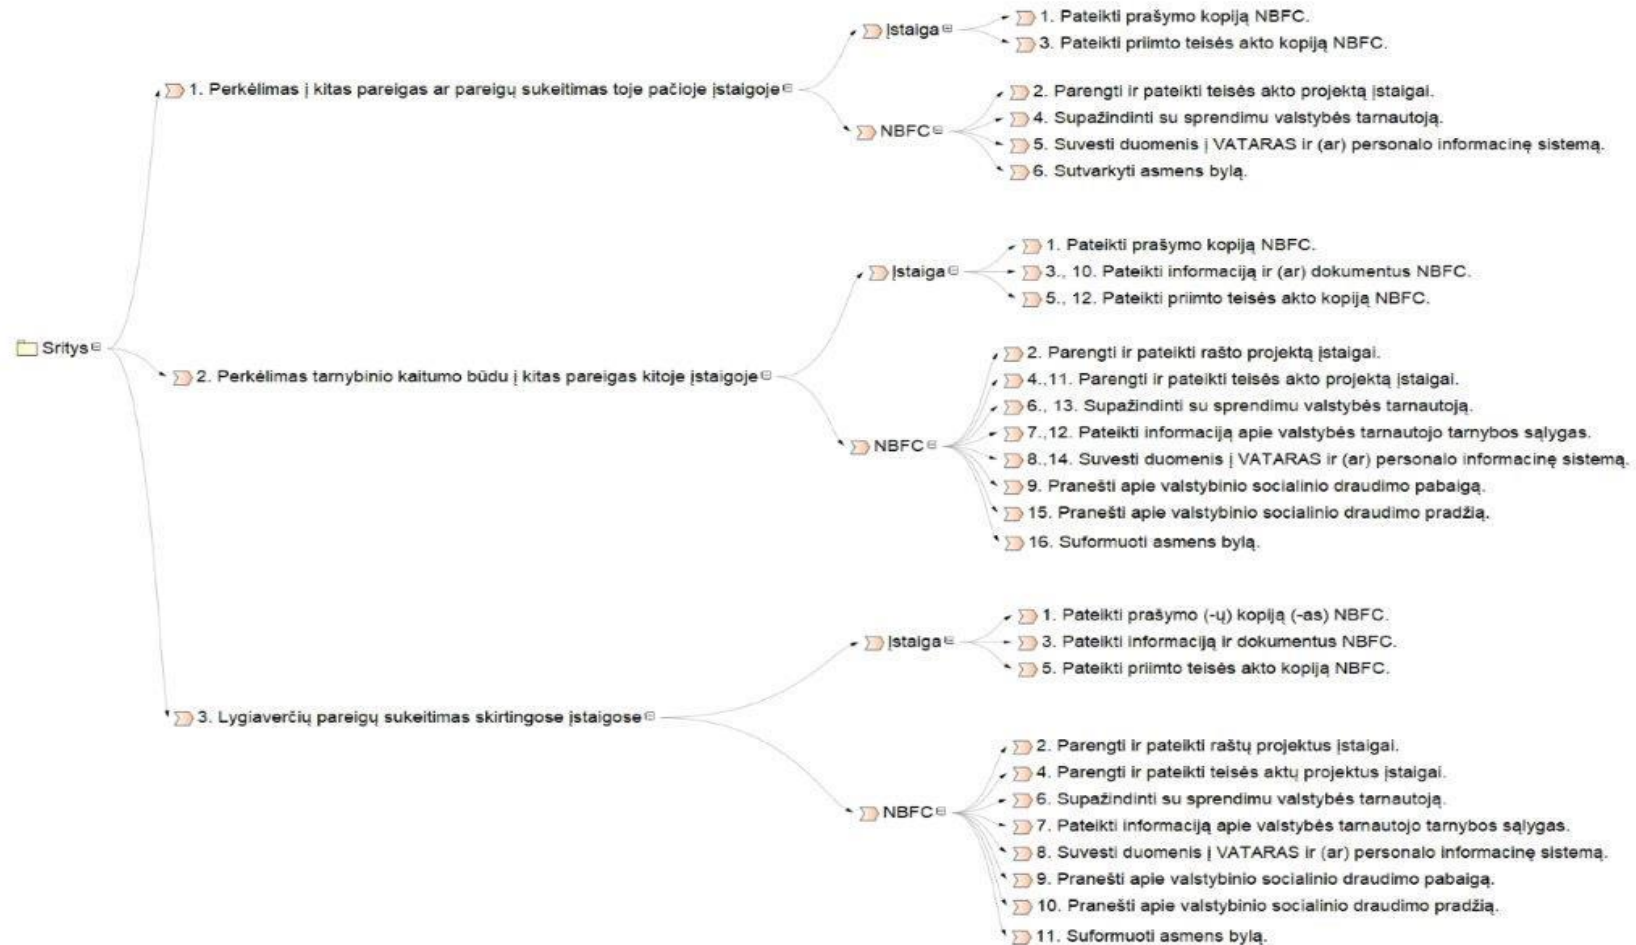 Sritys
1. Perkėlimas į kitas pareigas ar pareigų sukeitimas toje pačioje įstaigoje
Įstaiga
1. Pateikti prašymo kopiją NBFC.
3. Pateikti priimto teisės akto kopiją NBFC.
NBFC
2. Parengti ir pateikti teisės akto projektą įstaigai.
4. Supažindinti su sprendimu valstybės tarnautoją.
5. Suvesti duomenis į VATARAS ir (ar) personalo informacinę sistemą.
6. Sutvarkyti asmens bylą.
2. Perkėlimas tarnybinio kaitumo būdu į kitas pareigas kitoje įstaigoje
Įstaiga
1. Pateikti prašymo kopiją NBFC.
3., 10. Pateikti informaciją ir (ar) dokumentus NBFC.
5., 12. Pateikti priimto teisės akto kopiją NBFC.
NBFC
2. Parengti ir pateikti rašto projektą įstaigai.
4.,11. Parengti ir pateikti teisės akto projektą įstaigai.
6., 13. Supažindinti su sprendimu valstybės tarnautoją.
7.,12. Pateikti informaciją apie valstybės tarnautojo tarnybos sąlygas.
8.,14. Suvesti duomenis į VATARAS ir (ar) personalo informacinę sistemą.
9. Pranešti apie valstybinio socialinio draudimo pabaigą.
15. Pranešti apie valstybinio socialinio draudimo pradžią.
16. Suformuoti asmens bylą.
3. Lygiaverčių pareigų sukeitimas skirtingose įstaigose
Įstaiga
1. Pateikti prašymo (-ų) kopiją (-as) NBFC.
3. Pateikti informaciją ir dokumentus NBFC.
5. Pateikti priimto teisės akto kopiją NBFC.
NBFC
2. Parengti ir pateikti raštų projektus įstaigai.
4. Parengti ir pateikti teisės aktų projektus įstaigai.
6. Supažindinti su sprendimu valstybės tarnautoją.
7. Pateikti informaciją apie valstybės tarnautojo tarnybos sąlygas.
8. Suvesti duomenis į VATARAS ir (ar) personalo informacinę sistemą.
9. Pranešti apie valstybinio socialinio draudimo pabaigą.
10. Pranešti apie valstybinio socialinio draudimo pradžią.
11. Suformuoti asmens bylą.